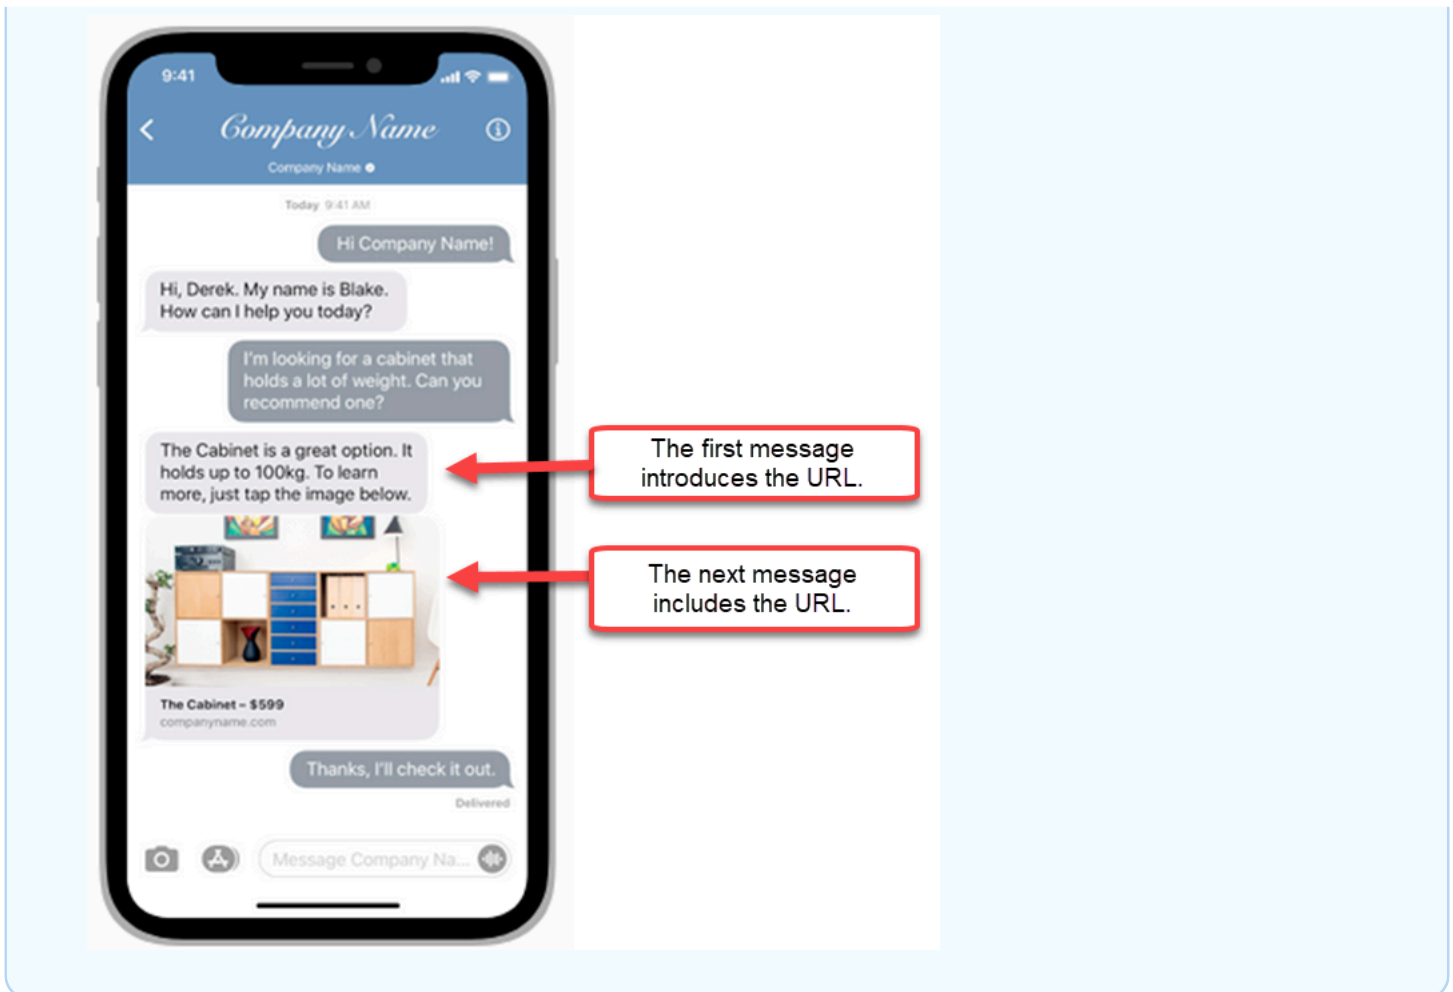 9:41
Company Name
Company Name
Today 9:41 AM
Hi Company Name!
Hi, Derek. My name is Blake.
How can I help you today?
I'm looking for a cabinet that
holds a lot of weight. Can you
recommend one?
The Cabinet is a great option. It
holds up to 100kg. To learn
more, just tap the image below.
The first message
introduces the URL.
The next message
includes the URL.
The Cabinet – $599
companyname.com
Thanks, I'll check it out.
Delivered
Message Company Na...